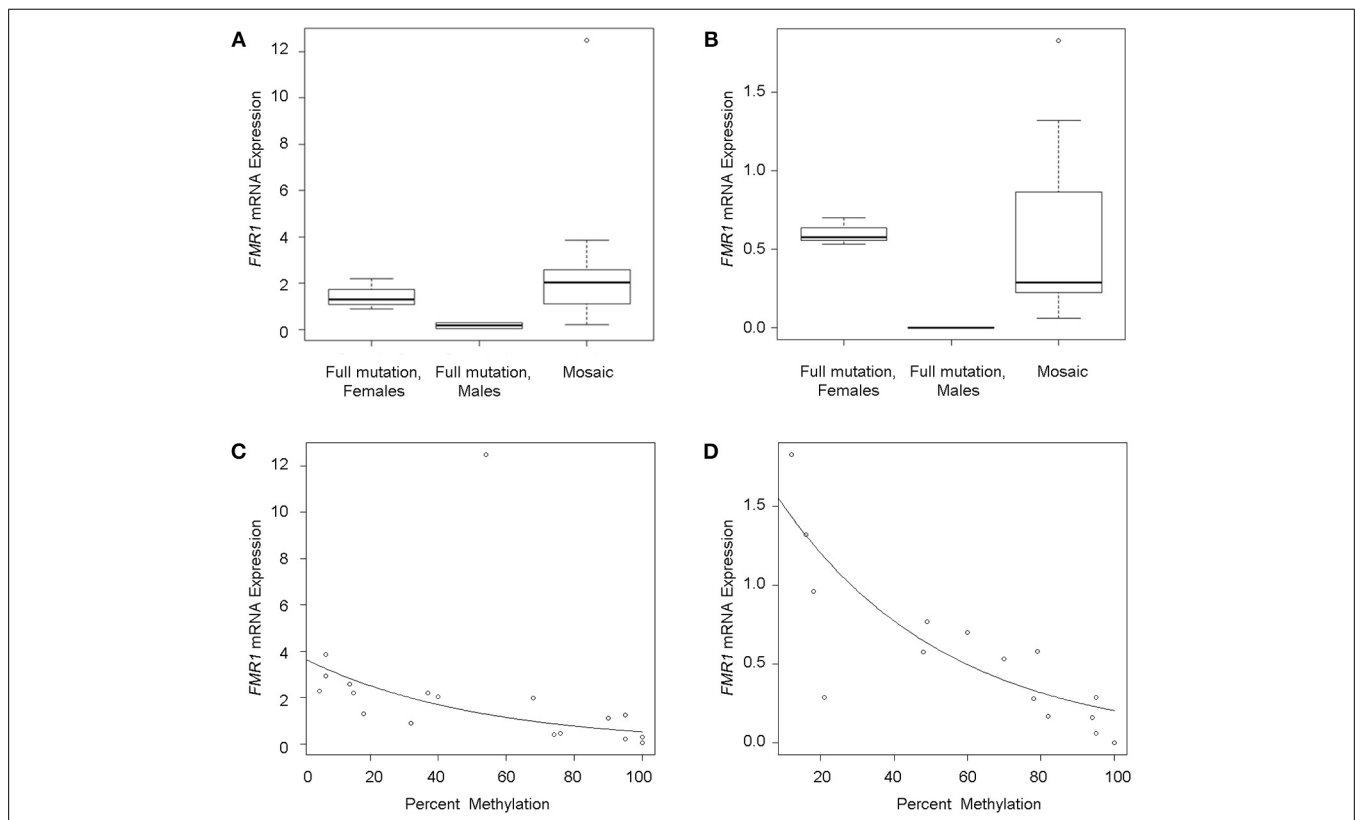 A
FMR1 mRNA Expression
12
10
8
6
4
2
0
Full mutation,
Females
Full mutation,
Males
Mosaic
B
FMR1 mRNA Expression
1.5
1.0
0.5
0.0
Full mutation,
Females
Full mutation,
Males
Mosaic
C
FMR1 mRNA Expression
12
10
8
6
4
2
0
0 20 40 60 80 100
Percent Methylation
D
FMR1 mRNA Expression
1.5
1.0
0.5
0.0
20 40 60 80 100
Percent Methylation